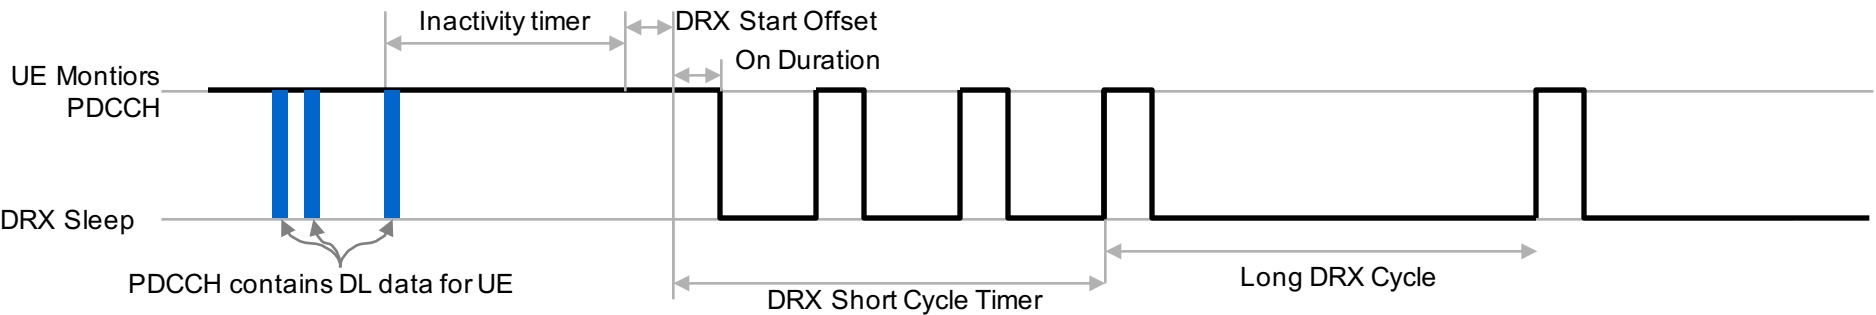 Inactivity timer
DRX Start Offset
On Duration
UE Montiors
PDCCH
DRX Sleep
PDCCH contains DL data for UE
DRX Short Cycle Timer
Long DRX Cycle